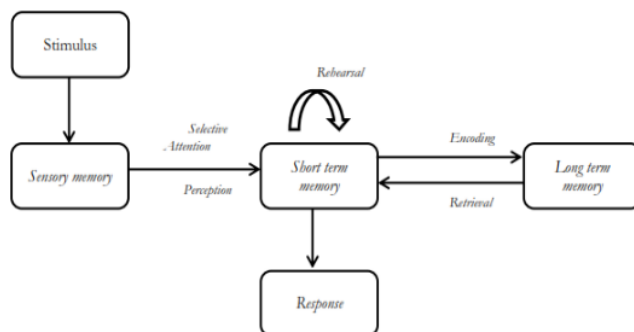 Stimulus
Rehearsal
Selective
Attention
Perception
Sensory memory
Short term
memory
Encoding
Retrieval
Long term
memory
Response